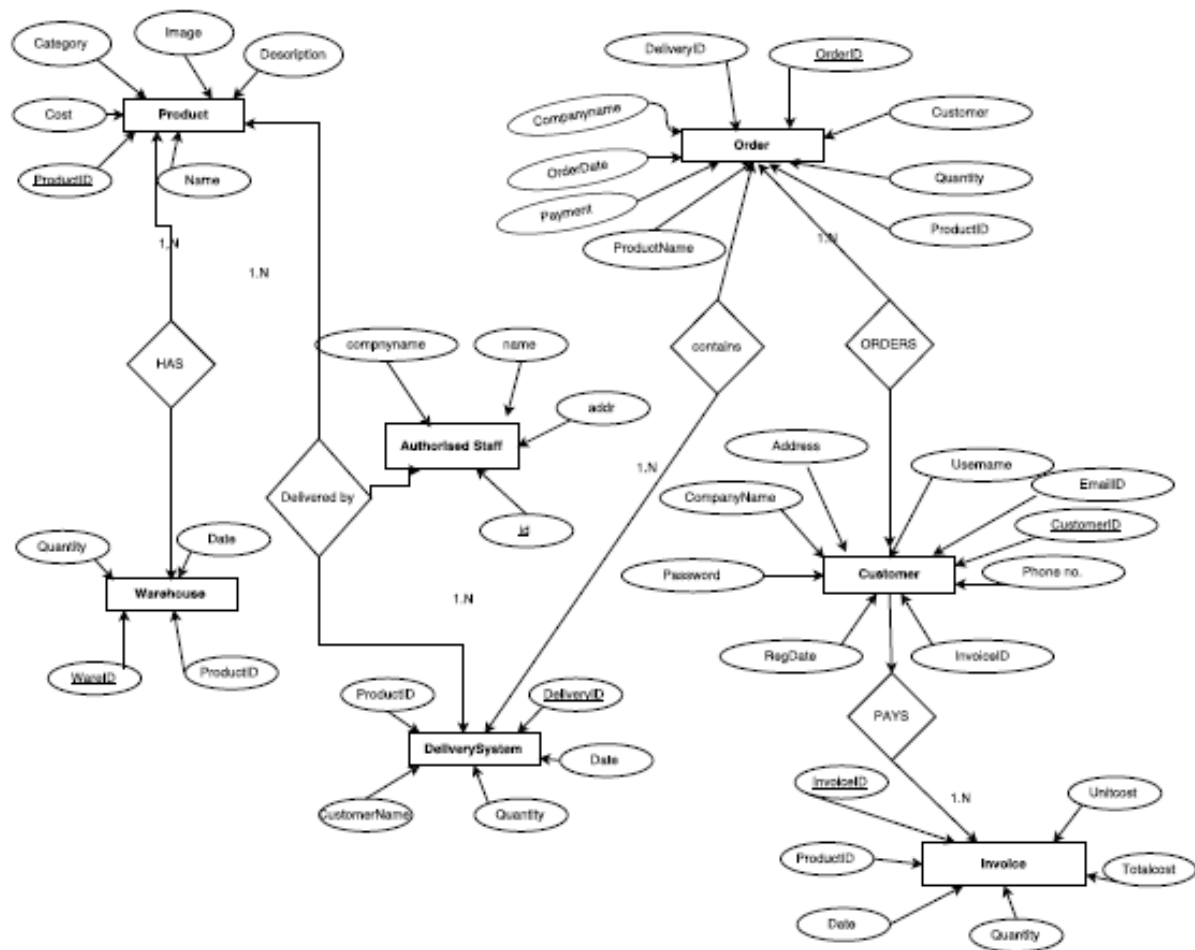 Image
Category
Description
Product
Cost
ProductID
Name
1,N
1.N
HAS
DeliveryID
OrderID
Companyname
Customer
Order
OrderDate
Quantity
Payment
ProductID
ProductName
1.N
contains
ORDERS
compnyname
name
addr
Authorised Staff
Delivered by
id
1.N
1.N
Address
Username
EmailID
CompanyName
CustomerID
Password
Customer
Phone no.
RegDate
InvoiceID
Quantity
Date
Warehouse
WareID
ProductID
ProductID
DeliveryID
DeliverySystem
Date
CustomerName
Quantity
PAYS
InvoiceID
1.N
Unitcost
ProductID
Invoice
Totalcost
Date
Quantity